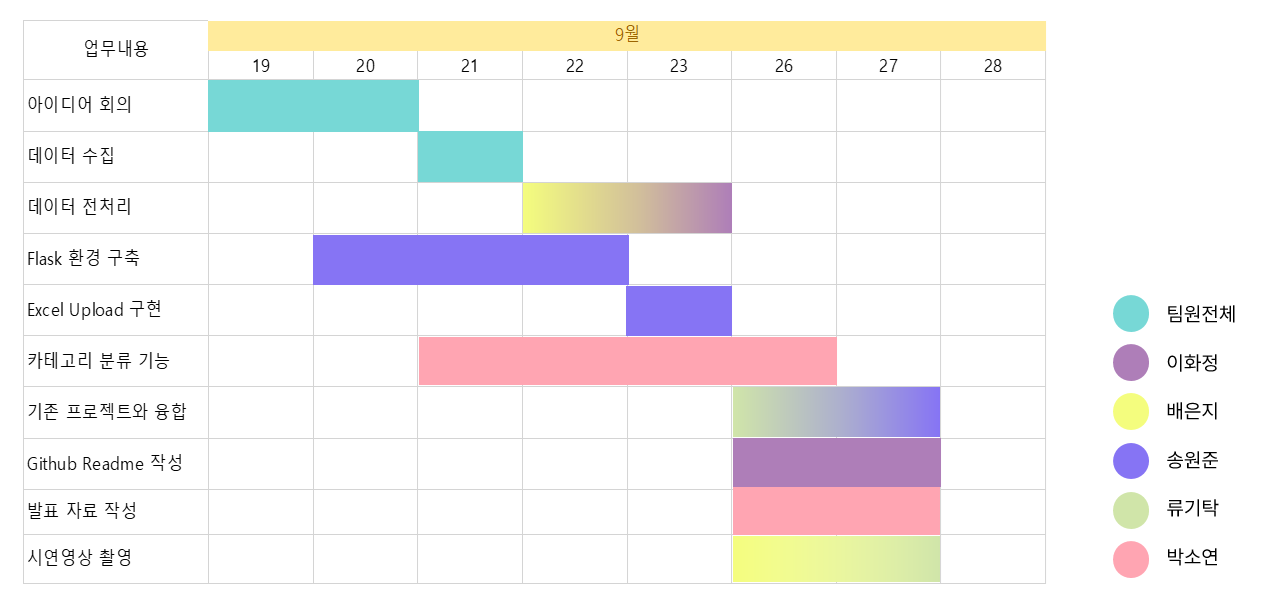 업무내용
9월
19 20 21 22 23 26 27 28
아이디어 회의
데이터 수집
데이터 전처리
Flask 환경 구축
Excel Upload 구현
카테고리 분류 기능
기존 프로젝트와 융합
Github Readme 작성
발표 자료 작성
시연영상 촬영
팀원전체
이화정
배은지
송원준
류기탁
박소연